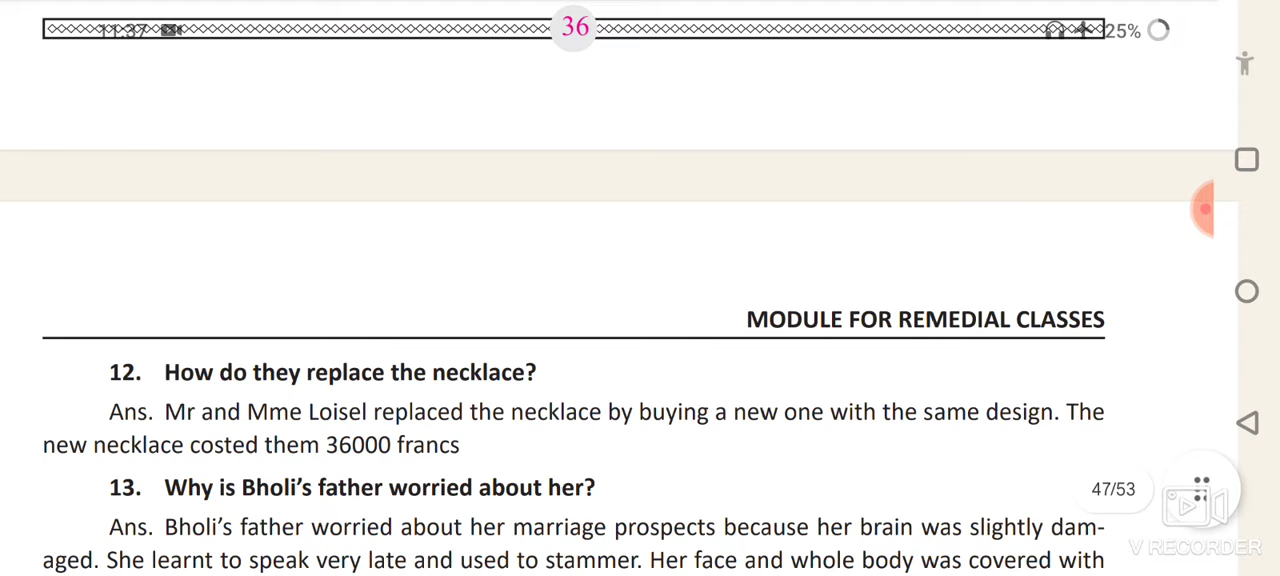 11:37
36
25%
MODULE FOR REMEDIAL CLASSES
12. How do they replace the necklace?
Ans. Mr and Mme Loisel replaced the necklace by buying a new one with the same design. The
new necklace costed them 36000 francs
13. Why is Bholi’s father worried about her?
47/53
Ans. Bholi’s father worried about her marriage prospects because her brain was slightly dam-
aged. She learnt to speak very late and used to stammer. Her face and whole body was covered with
V RECORDER